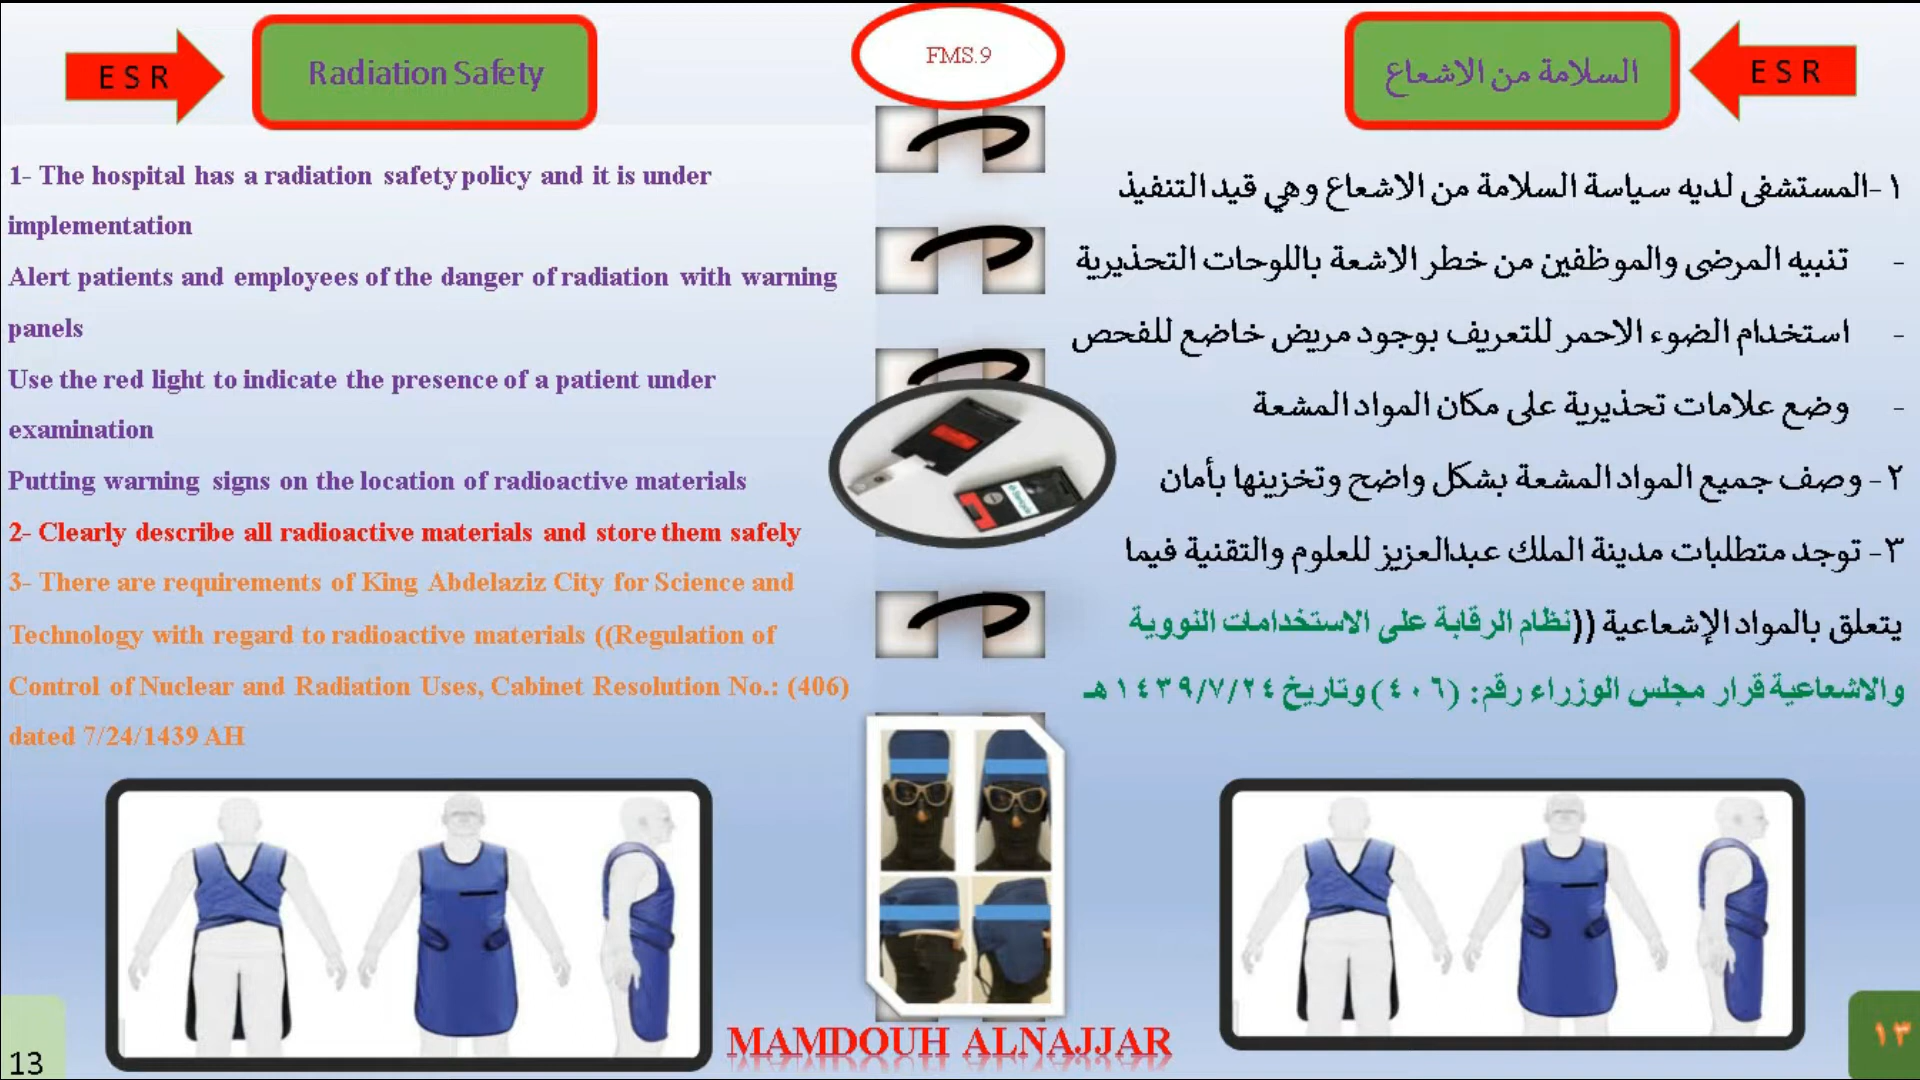 E S R
Radiation Safety
FMS.9
السلامة من الاشعاع
E S R
1- The hospital has a radiation safety policy and it is under
implementation
Alert patients and employees of the danger of radiation with warning
panels
Use the red light to indicate the presence of a patient under
examination
Putting warning signs on the location of radioactive materials
2- Clearly describe all radioactive materials and store them safely
3- There are requirements of King Abdelaziz City for Science and
Technology with regard to radioactive materials ((Regulation of
Control of Nuclear and Radiation Uses, Cabinet Resolution No.: (406)
dated 7/24/1439 AH
١- المستشفى لديه سياسة السلامة من الاشعاع وهي قيد التنفيذ
- تنبيه المرضى والموظفين من خطر الاشعة باللوحات التحذيرية
- استخدام الضوء الاحمر للتعريف بوجود مريض خاضع للفحص
- وضع علامات تحذيرية على مكان المواد المشعة
٢- وصف جميع المواد المشعة بشكل واضح وتخزينها بأمان
٣- توجد متطلبات مدينة الملك عبدالعزيز للعلوم والتقنية فيما
يتعلق بالمواد الإشعاعية ((نظام الرقابة على الاستخدامات النووية
والاشعاعية قرار مجلس الوزراء رقم: (٤٠٦) وتاريخ ١٤٣٩/٧/٢٤ هـ
13
MAMDOUH ALNAJJAR
١٣